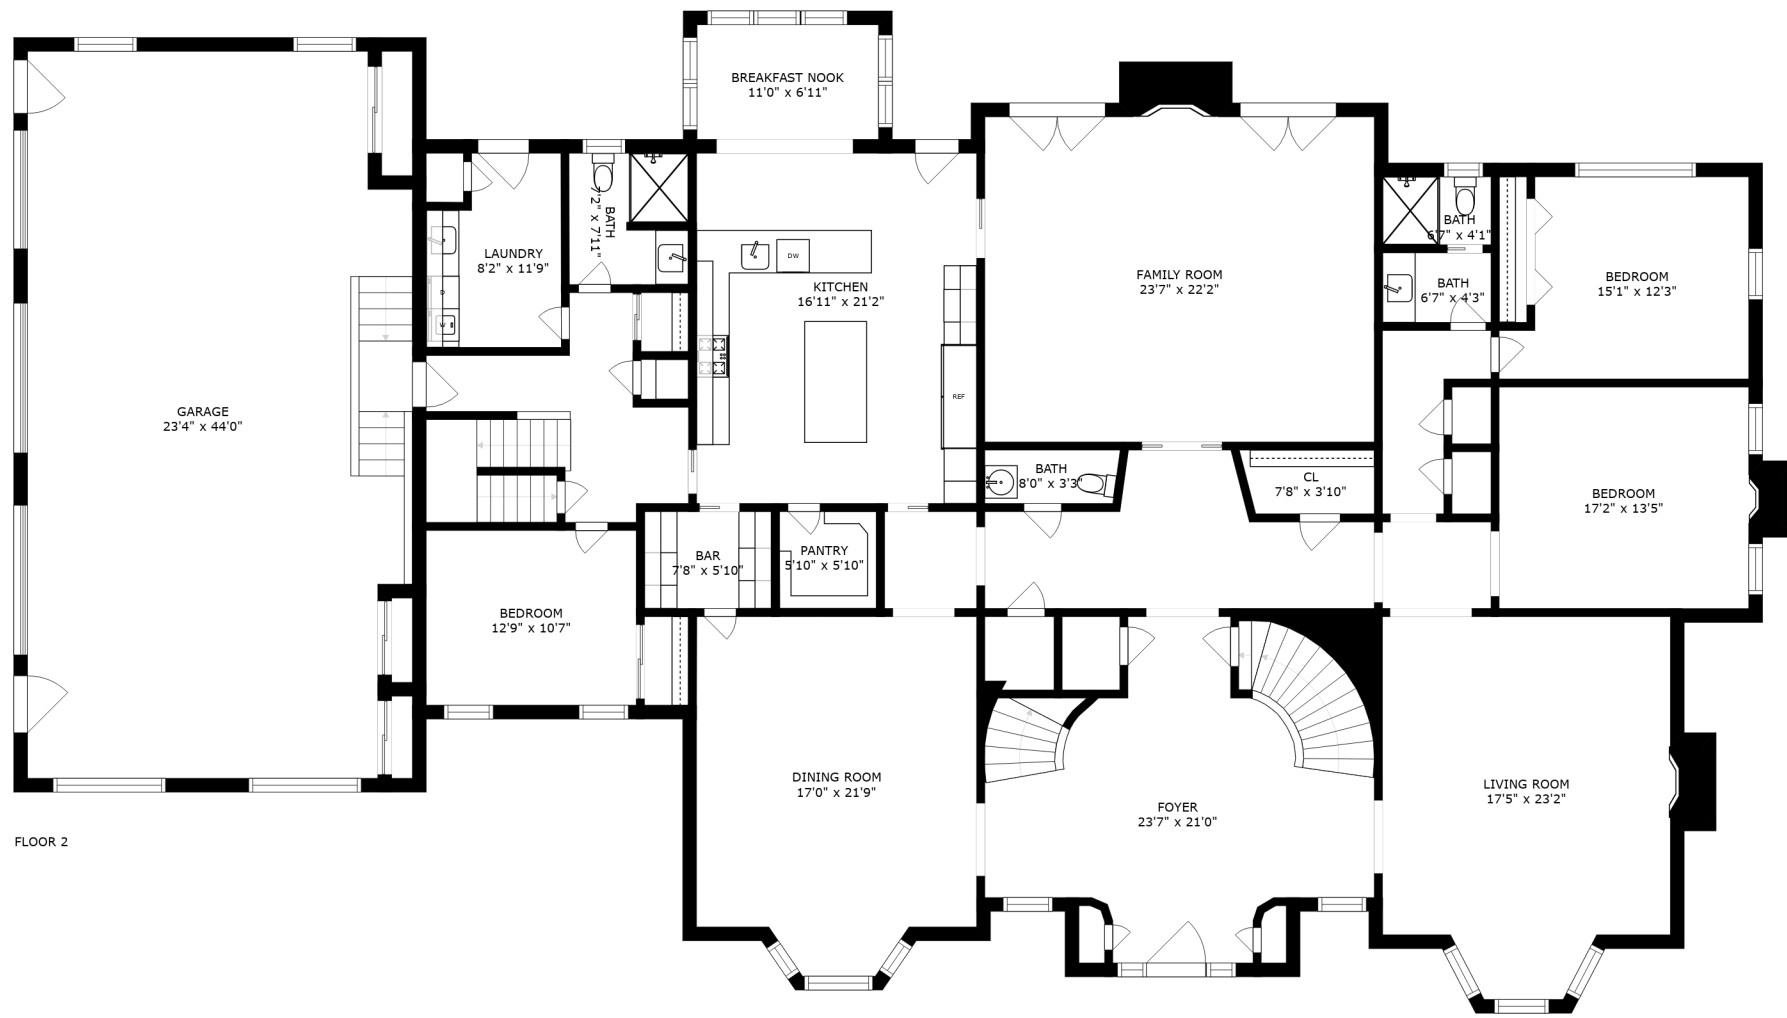 BREAKFAST NOOK
11'0" x 6'11"
BATH
7'2" x 7'11"
LAUNDRY
8'2" x 11'9"
DW
KITCHEN
16'11" x 21'2"
FAMILY ROOM
23'7" x 22'2"
BATH
6'7" x 4'1"
BATH
6'7" x 4'3"
BEDROOM
15'1" x 12'3"
D
W
REF
GARAGE
23'4" x 44'0"
BATH
8'0" x 3'3"
CL
7'8" x 3'10"
BEDROOM
17'2" x 13'5"
BAR
7'8" x 5'10"
PANTRY
5'10" x 5'10"
BEDROOM
12'9" x 10'7"
DINING ROOM
17'0" x 21'9"
FOYER
23'7" x 21'0"
LIVING ROOM
17'5" x 23'2"
FLOOR 2